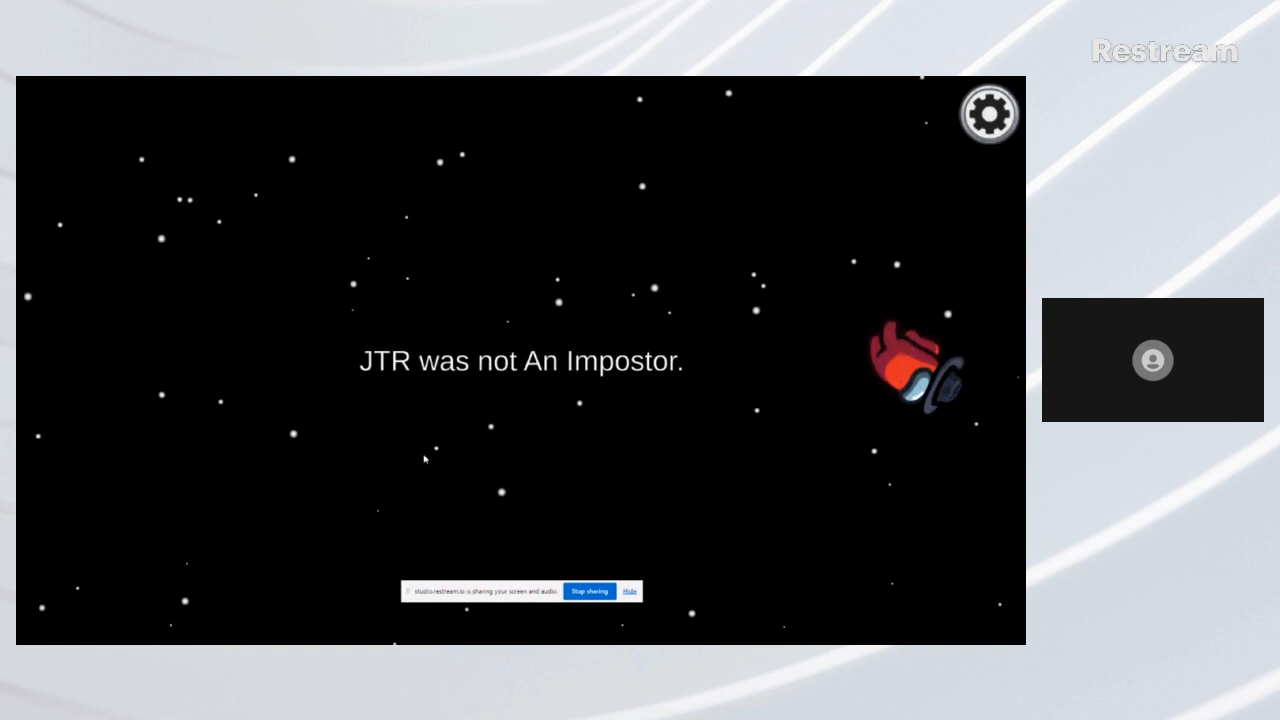 Restream
JTR was not An Impostor.
studio.restream.io is sharing your screen and audio. Stop sharing Hide